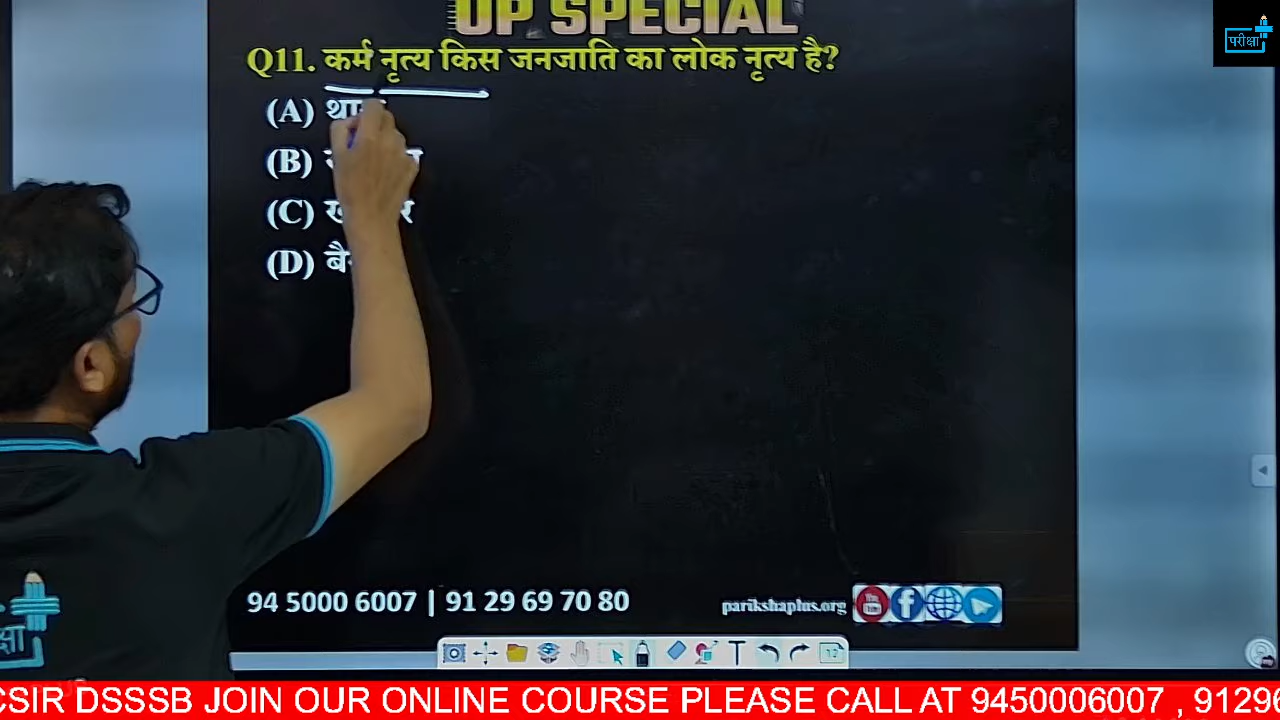 UP SPECIAL
परीक्षा
Q11. कर्म नृत्य किस जनजाति का लोक नृत्य है?
(A)
(B)
(C)
(D)
94 5000 6007 | 91 29 69 70 80
parikshaplus.org
CSIR DSSSB JOIN OUR ONLINE COURSE PLEASE CALL AT 9450006007 , 91296